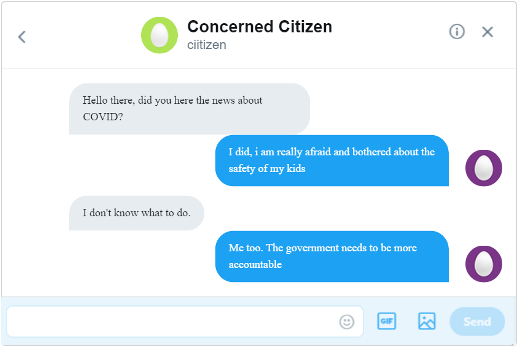 Concerned Citizen
ciitizen
Hello there, did you here the news about
COVID?
I did, i am really afraid and bothered about the
safety of my kids
I don't know what to do.
Me too. The government needs to be more
accountable
GIF
Send